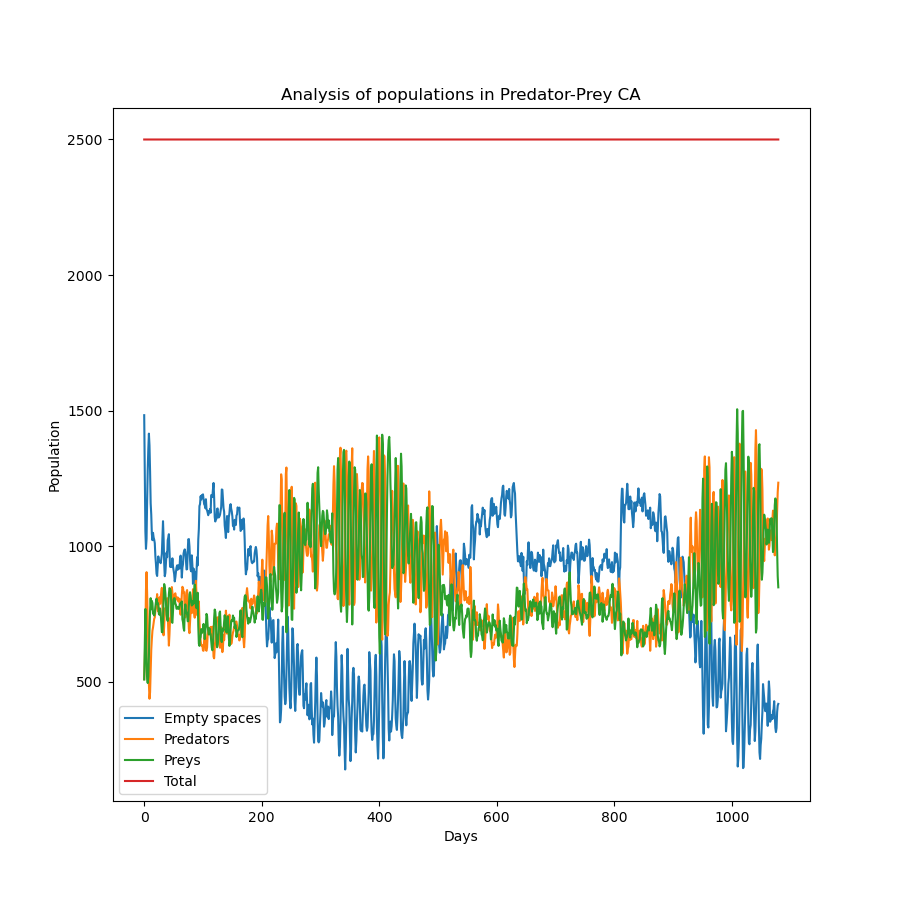 Analysis of populations in Predator-Prey CA
2500
2000
1500
1000
500
Population
Empty spaces
Predators
Preys
Total
0
200
400
600
800
1000
Days